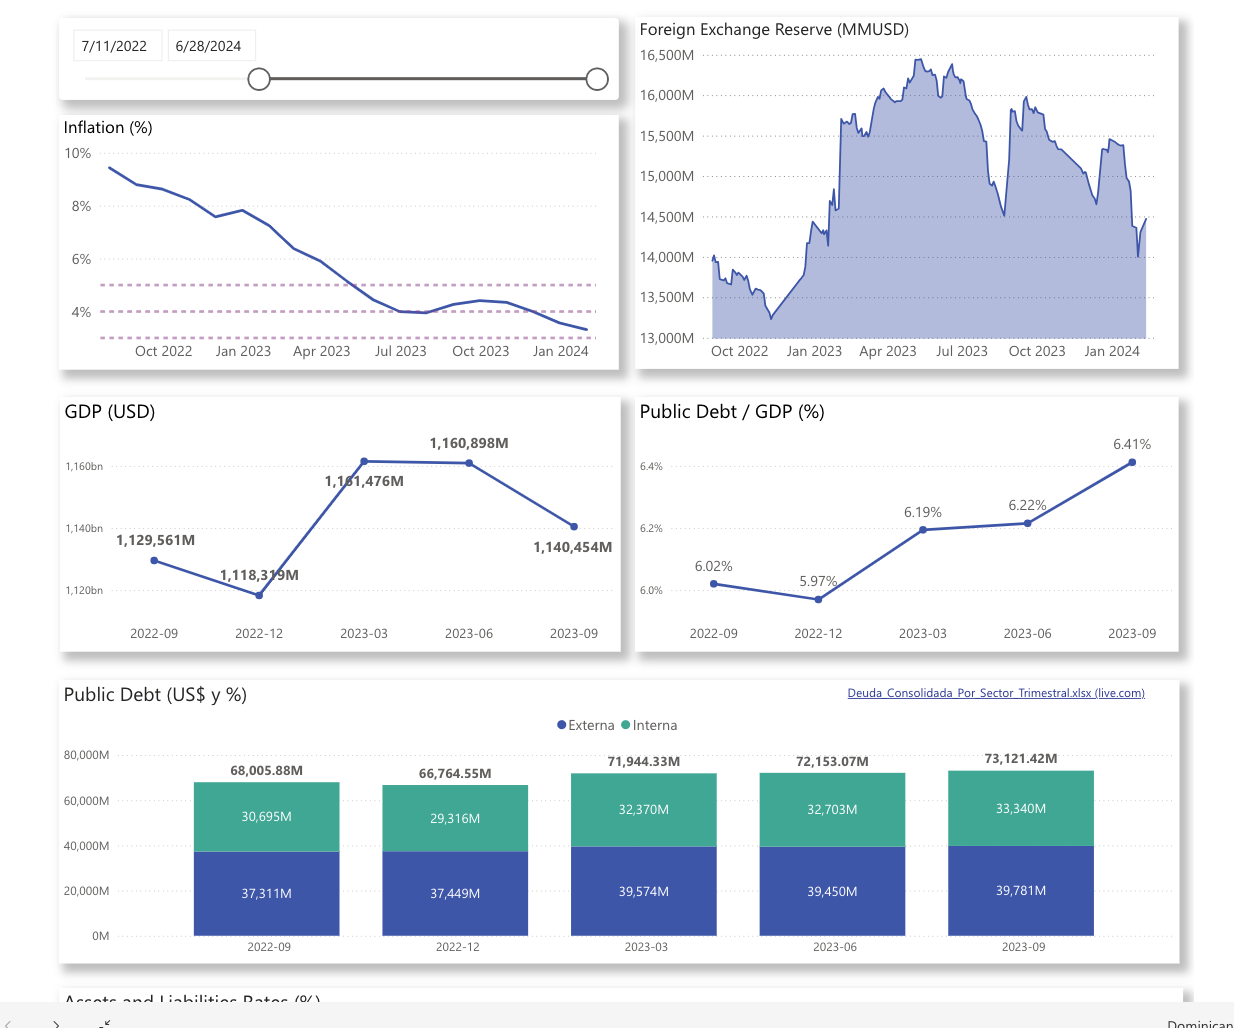 7/11/2022 6/28/2024
Inflation (%)
10%
8%
6%
4%
Oct 2022 Jan 2023 Apr 2023 Jul 2023 Oct 2023 Jan 2024
Foreign Exchange Reserve (MMUSD)
16,500M
16,000M
15,500M
15,000M
14,500M
14,000M
13,500M
13,000M
Oct 2022 Jan 2023 Apr 2023 Jul 2023 Oct 2023 Jan 2024
GDP (USD)
1,160,898M
1,160bn
1,161,476M
1,140bn
1,129,561M
1,140,454M
1,118,319M
1,120bn
2022-09 2022-12 2023-03 2023-06 2023-09
Public Debt / GDP (%)
6.41%
6.4%
6.22%
6.19%
6.2%
6.02%
5.97%
6.0%
2022-09 2022-12 2023-03 2023-06 2023-09
Public Debt (US$ y %)
Deuda_Consolidada_Por_Sector_Trimestral.xlsx (live.com)
Externa Interna
80,000M
68,005.88M 66,764.55M 71,944.33M 72,153.07M 73,121.42M
60,000M
30,695M 29,316M 32,370M 32,703M 33,340M
40,000M
20,000M
37,311M 37,449M 39,574M 39,450M 39,781M
0M
2022-09 2022-12 2023-03 2023-06 2023-09
Assets and Liabilities Rates (%)
Dominican